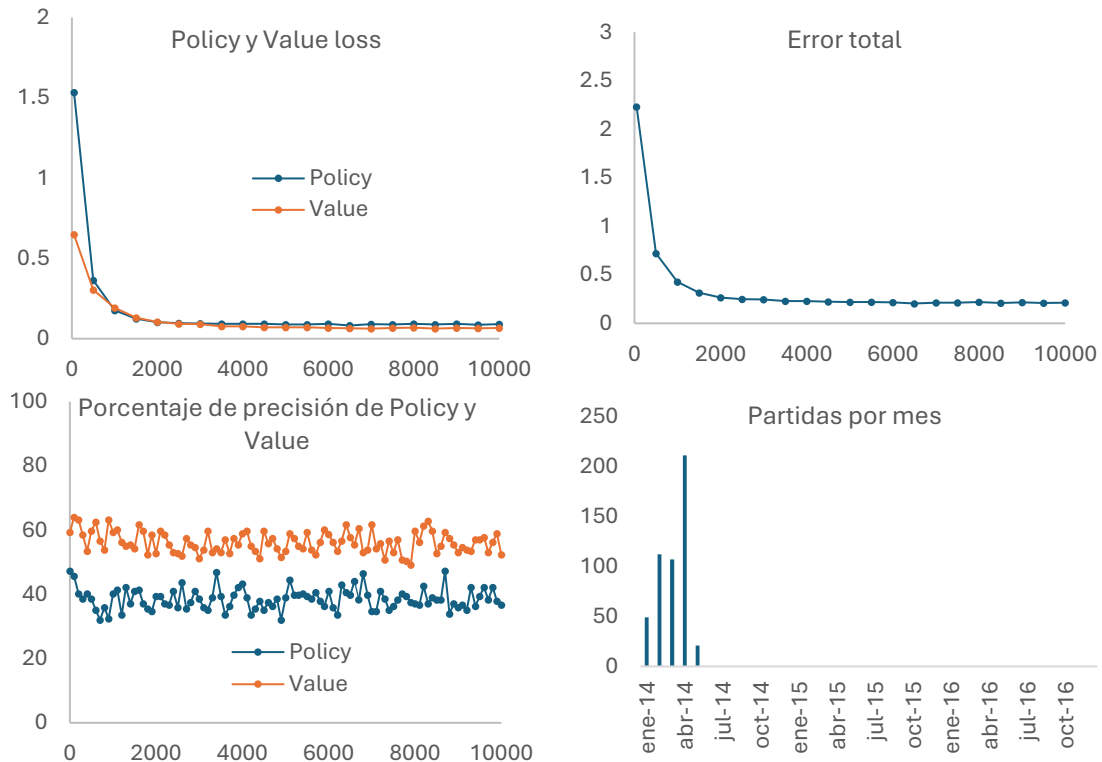 Policy y Value loss
2
1.5
1
0.5
0
Policy
Value
0 2000 4000 6000 8000 10000
Error total
3
2.5
2
1.5
1
0.5
0
0 2000 4000 6000 8000 10000
Porcentaje de precisión de Policy y
Value
100
80
60
40
20
0
Policy
Value
0 2000 4000 6000 8000 10000
Partidas por mes
250
200
150
100
50
0
ene-14
abr-14
jul-14
oct-14
ene-15
abr-15
jul-15
oct-15
ene-16
abr-16
jul-16
oct-16